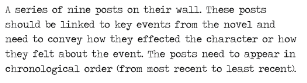 A series of nine posts on their wall. These posts
should be linked to key events from the novel and
need to convey how they effected the character or how
they felt about the event. The posts need to appear in
chronological order (from most recent to least recent).